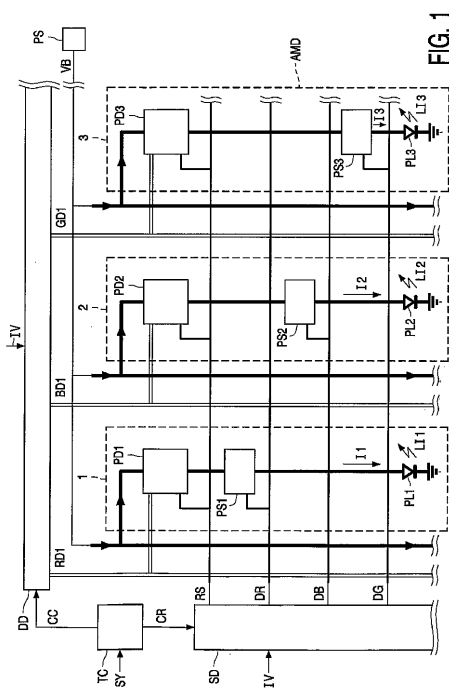 PS
VB
IV
DD
RD1
BD1
GD1
AMD
1
2
3
PD1
PD2
PD3
CC
TC
SY
CR
RS
DR
DB
DG
PS1
PS2
PS3
I1
I2
I3
LI1
LI2
LI3
PL1
PL2
PL3
SD
IV
FIG. 1